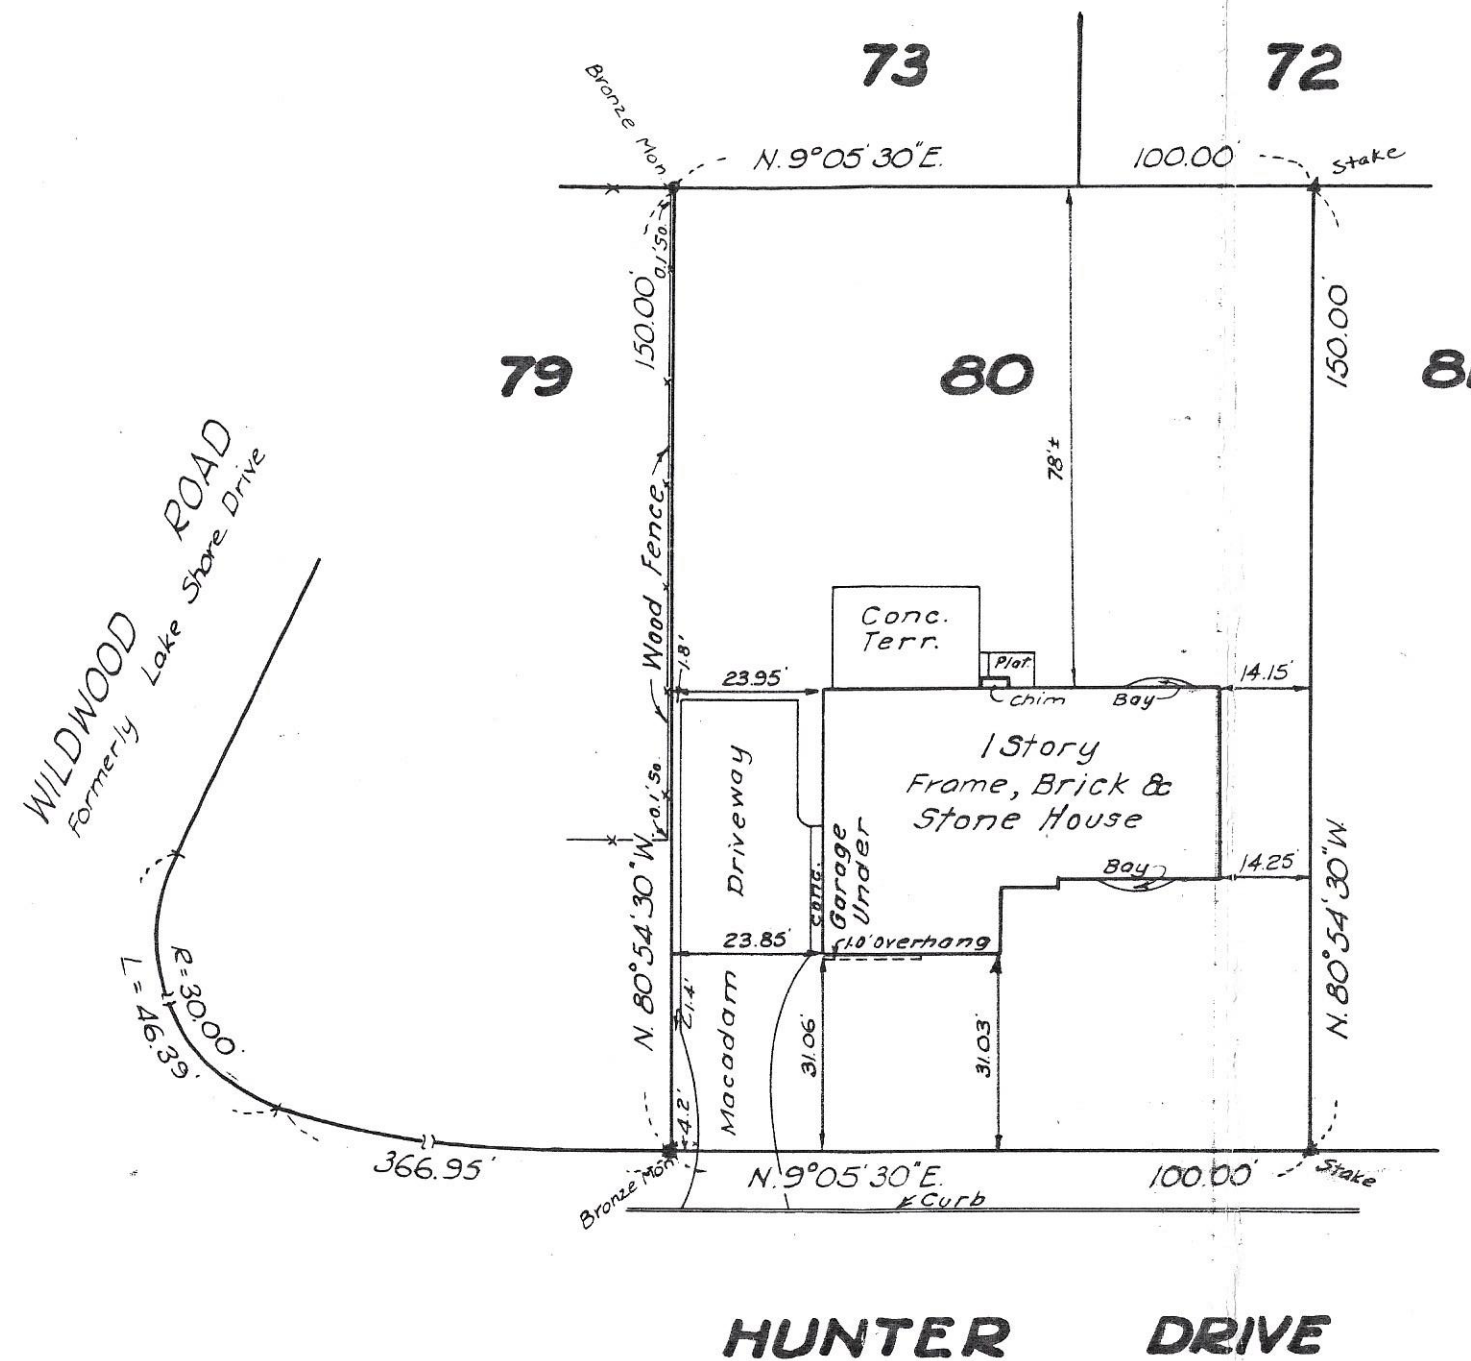 73
72
Bronze Mon.
N. 9°05'30"E.
100.00'
Stake
0.1'So.
150.00'
150.00'
79
80
78'±
WILDWOOD ROAD
Formerly Lake Shore Drive
Wood Fence
Conc.
Terr.
Plat.
1.8'
23.95'
14.15'
chim
Bay
1 Story
Frame, Brick &
Stone House
Driveway
0.1'So.
Garage
Under
conc.
Bay
14.25'
N. 80°54'30"W.
N. 80°54'30"W.
23.85'
1.0' Overhang
R=30.00'
L=46.39'
Macadam
31.06'
31.03'
4.2'
366.95'
Bronze Mon.
N. 9°05'30"E.
100.00'
Stake
Curb
HUNTER DRIVE